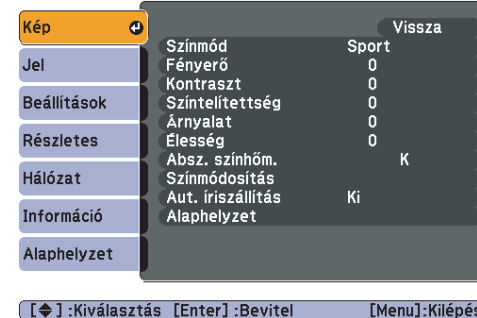 Kép
Jel
Beállítások
Részletes
Hálózat
Információ
Alaphelyzet
Vissza
Színmód Sport
Fényerő 0
Kontraszt 0
Színtelítettség 0
Árnyalat 0
Élesség 0
Absz. színhőm. K
Színmódosítás
Aut. íriszállítás Ki
Alaphelyzet
[ ] :Kiválasztás [Enter] :Bevitel [Menu]:Kilépés